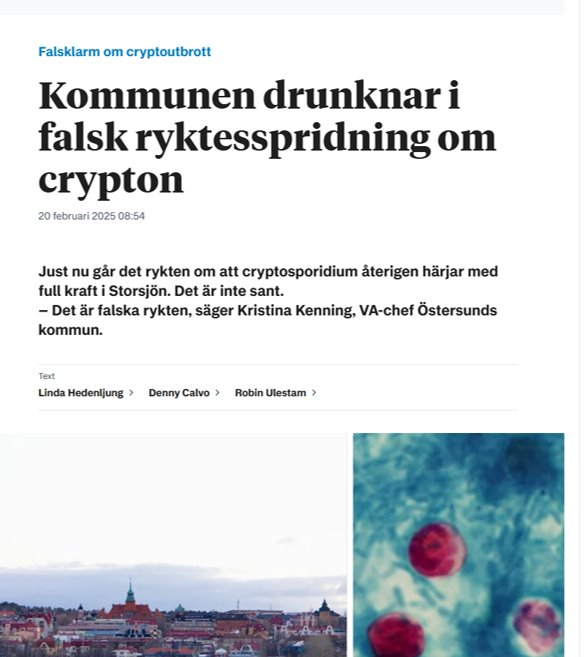 Falsklarm om cryptoutbrott
Kommunen drunknar i
falsk ryktesspridning om
crypton
20 februari 2025 08:54
Just nu går det rykten om att cryptosporidium återigen härjar med
full kraft i Storsjön. Det är inte sant.
– Det är falska rykten, säger Kristina Kenning, VA-chef Östersunds
kommun.
Text
Linda Hedenljung > Denny Calvo > Robin Ulestam >